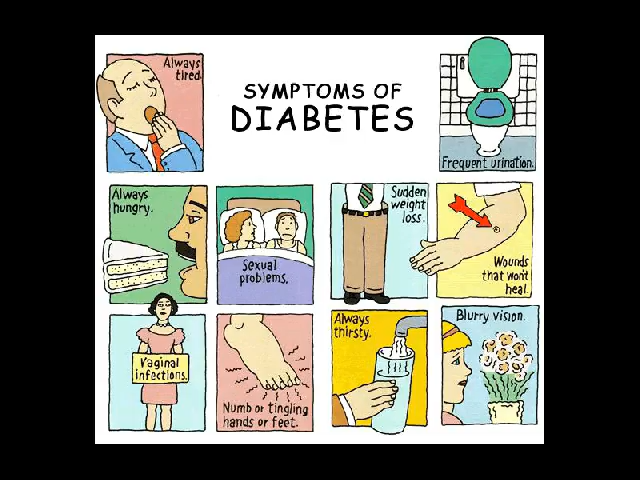 SYMPTOMS OF
DIABETES
Always
tired.
Frequent urination.
Always
hungry.
Sexual
problems.
Sudden
weight
loss.
Wounds
that won't
heal.
Vaginal
infections.
Numb or tingling
hands or feet.
Always
thirsty.
Blurry vision.